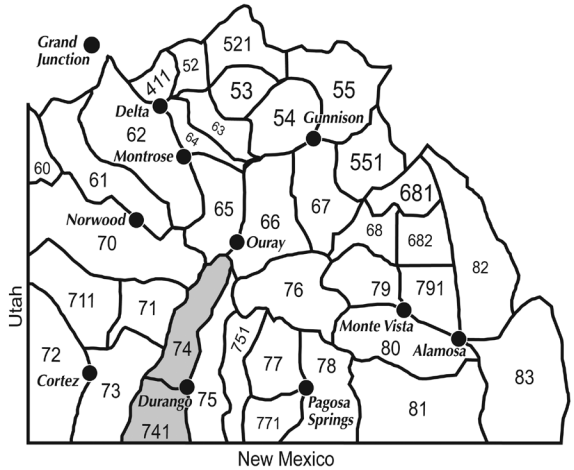 521
Grand
Junction
52
411
53
55
Delta
54
Gunnison
63
62
64
Montrose
551
60
61
681
65
66
67
Norwood
68
682
70
Ouray
82
76
79
791
711
71
Monte Vista
Utah
74
751
80
Alamosa
72
77
78
83
Cortez
73
Durango
75
Pagosa
Springs
81
741
771
New Mexico